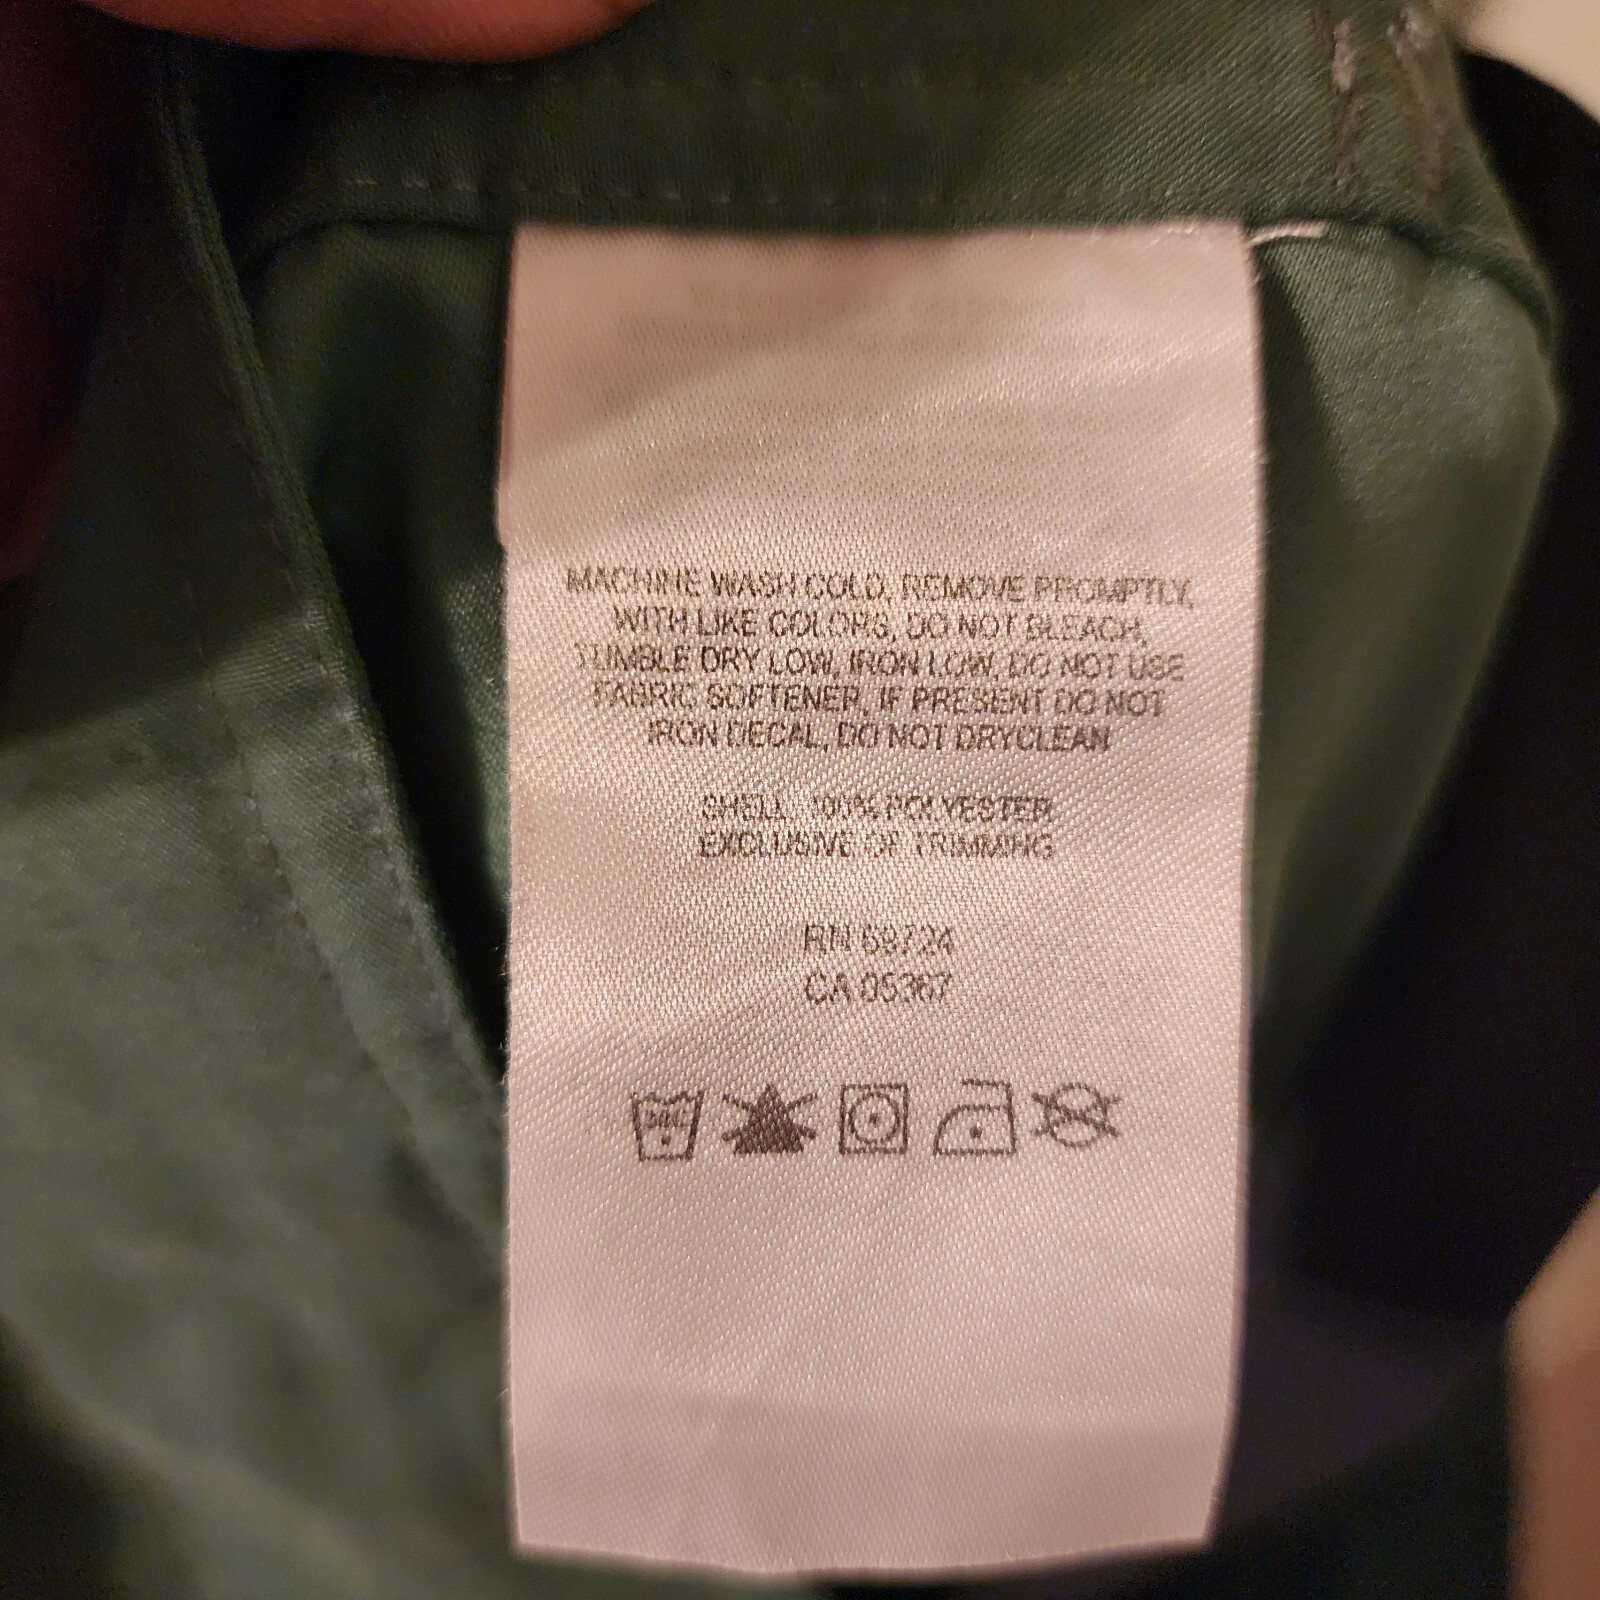 MACHINE WASH COLD, REMOVE PROMPTLY,
WITH LIKE COLORS, DO NOT BLEACH,
TUMBLE DRY LOW, IRON LOW, DO NOT USE
FABRIC SOFTENER, IF PRESENT DO NOT
IRON DECAL, DO NOT DRYCLEAN
SHELL 100% POLYESTER
EXCLUSIVE OF TRIMMING
RN 69724
CA 05367
30C